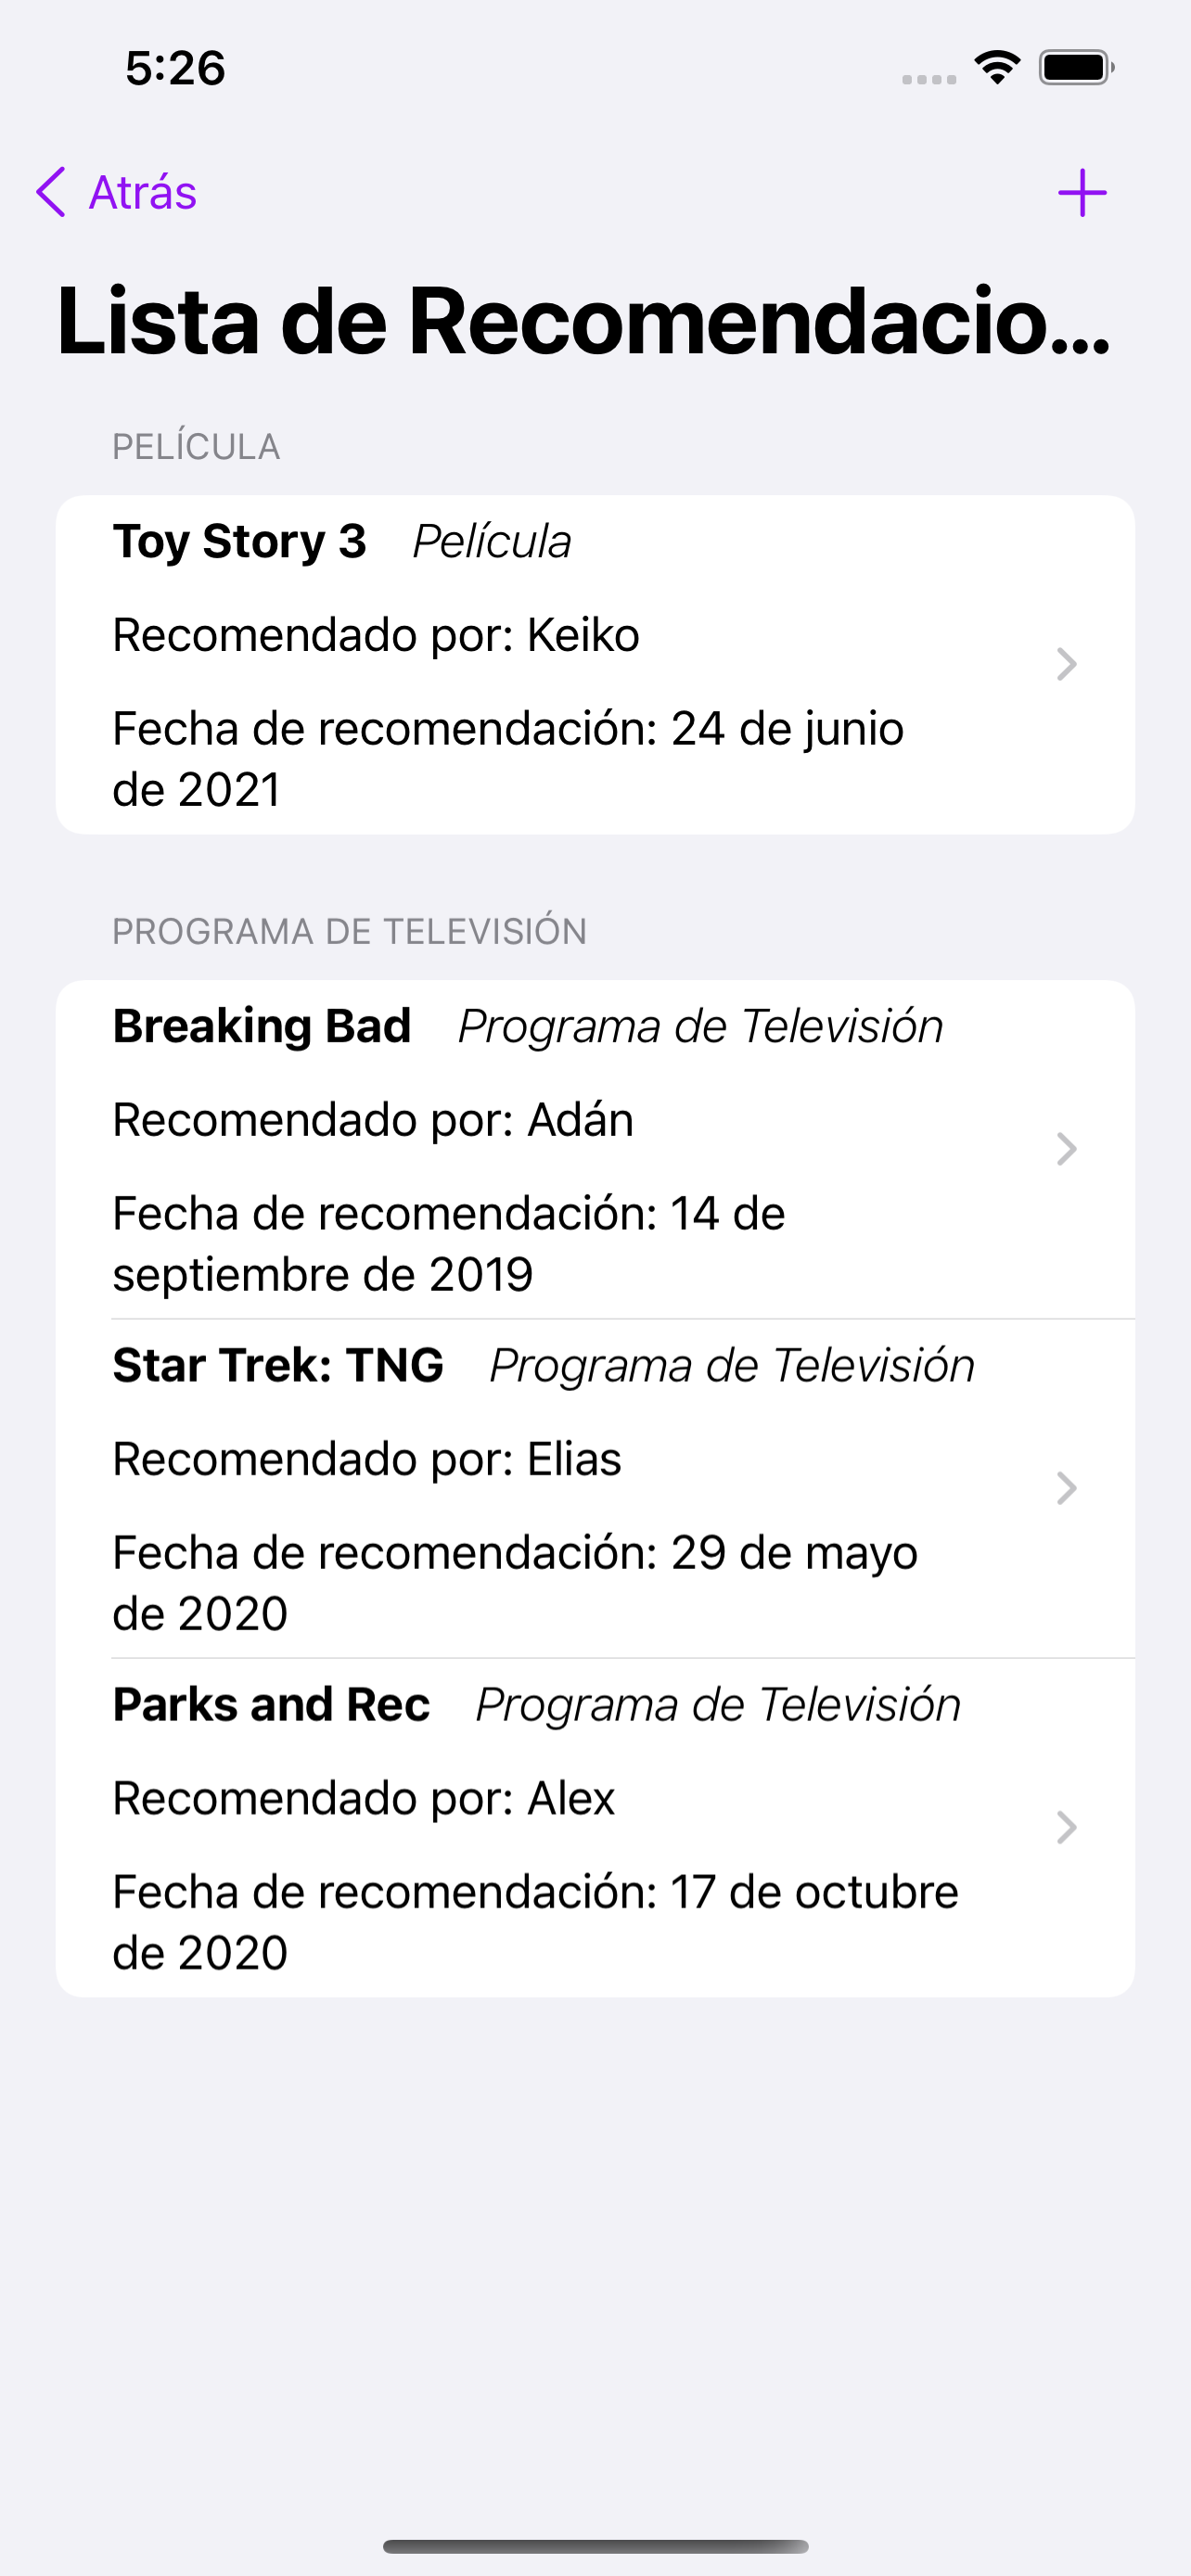 5:26
Atrás
Lista de Recomendacio...
PELÍCULA
Toy Story 3 Película
Recomendado por: Keiko
Fecha de recomendación: 24 de junio
de 2021
PROGRAMA DE TELEVISIÓN
Breaking Bad Programa de Televisión
Recomendado por: Adán
Fecha de recomendación: 14 de
septiembre de 2019
Star Trek: TNG Programa de Televisión
Recomendado por: Elias
Fecha de recomendación: 29 de mayo
de 2020
Parks and Rec Programa de Televisión
Recomendado por: Alex
Fecha de recomendación: 17 de octubre
de 2020